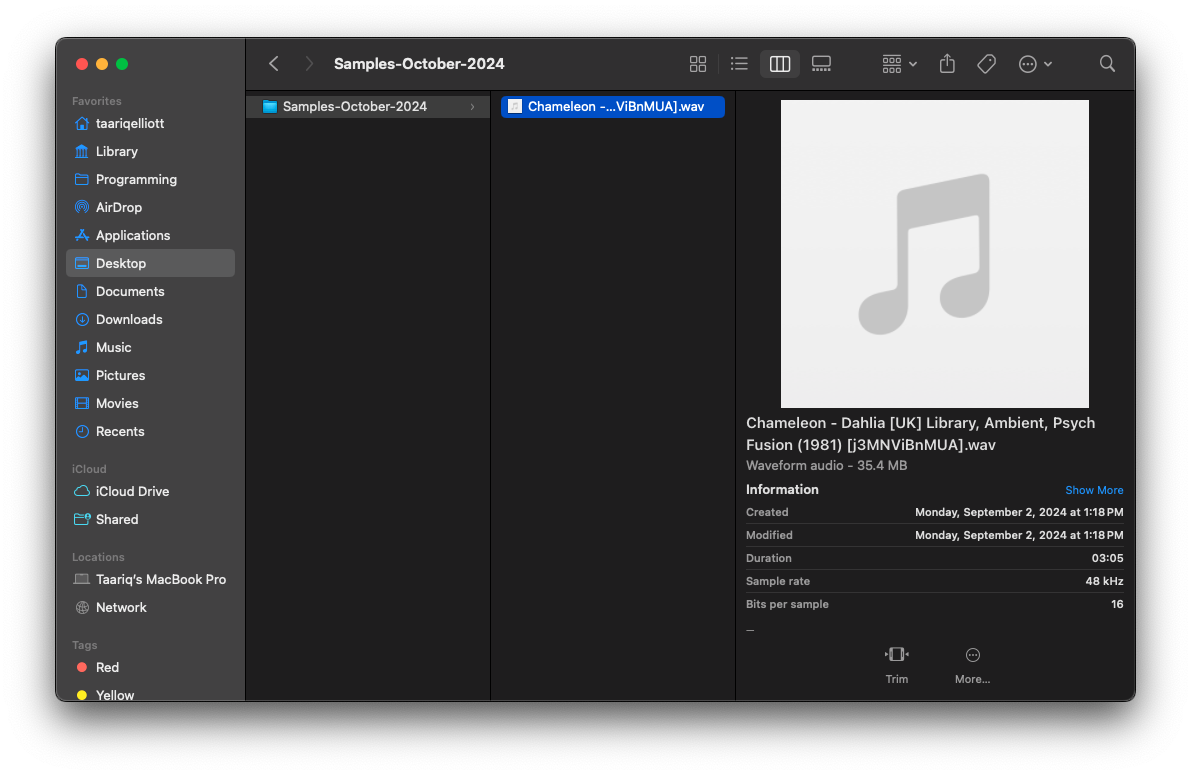 Samples-October-2024
Favorites
taariqelliott
Library
Programming
AirDrop
Applications
Desktop
Documents
Downloads
Music
Pictures
Movies
Recents
iCloud
iCloud Drive
Shared
Locations
Taariq's MacBook Pro
Network
Tags
Red
Yellow
Samples-October-2024
Chameleon -...ViBnMUA].wav
Chameleon - Dahlia [UK] Library, Ambient, Psych
Fusion (1981) [j3MNViBnMUA].wav
Waveform audio - 35.4 MB
Information Show More
Created Monday, September 2, 2024 at 1:18 PM
Modified Monday, September 2, 2024 at 1:18 PM
Duration 03:05
Sample rate 48 kHz
Bits per sample 16
Trim More...